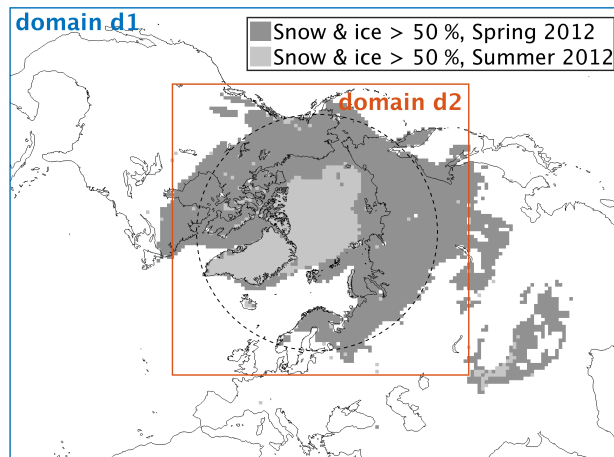 domain d1
Snow & ice > 50 %, Spring 2012
Snow & ice > 50 %, Summer 2012
domain d2